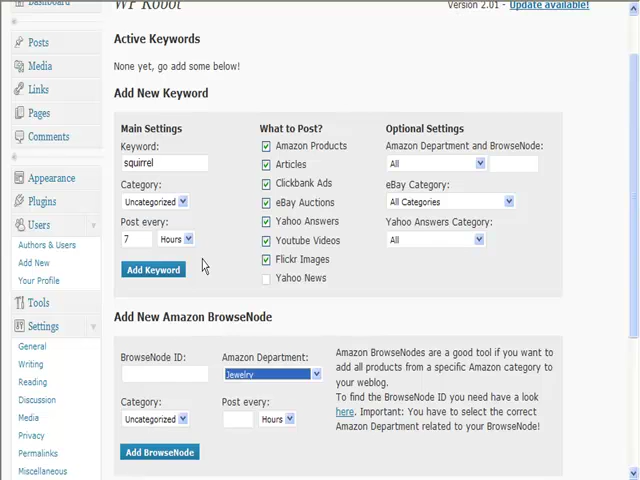 Dashboard
WP Robot
Version 2.01 - Update available!
Posts
Media
Links
Pages
Comments
Appearance
Plugins
Users
Authors & Users
Add New
Your Profile
Tools
Settings
General
Writing
Reading
Discussion
Media
Privacy
Permalinks
Miscellaneous
Active Keywords
None yet, go add some below!
Add New Keyword
Main Settings
Keyword:
squirrel
Category:
Uncategorized
Post every:
7 Hours
Add Keyword
What to Post?
Amazon Products
Articles
Clickbank Ads
eBay Auctions
Yahoo Answers
Youtube Videos
Flickr Images
Yahoo News
Optional Settings
Amazon Department and BrowseNode:
All
eBay Category:
All Categories
Yahoo Answers Category:
All
Add New Amazon BrowseNode
BrowseNode ID:
Amazon Department:
Jewelry
Category:
Uncategorized
Post every:
Hours
Add BrowseNode
Amazon BrowseNodes are a good tool if you want to
add all products from a specific Amazon category to
your weblog.
To find the BrowseNode ID you need have a look
here. Important: You have to select the correct
Amazon Department related to your BrowseNode!